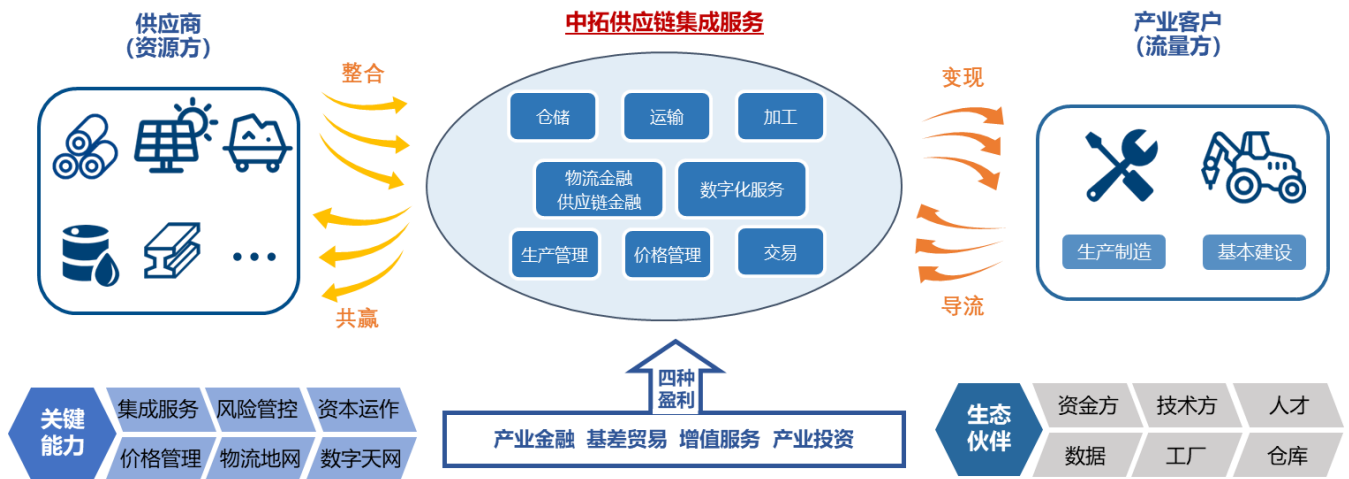 供应商
(资源方)
中拓供应链集成服务
产业客户
(流量方)
整合
变现
仓储
运输
加工
物流金融
供应链金融
数字化服务
生产管理
价格管理
交易
生产制造
基本建设
共赢
导流
四种
盈利
产业金融 基差贸易 增值服务 产业投资
关键
能力
集成服务
风险管控
资本运作
价格管理
物流地网
数字天网
生态
伙伴
资金方
技术方
人才
数据
工厂
仓库